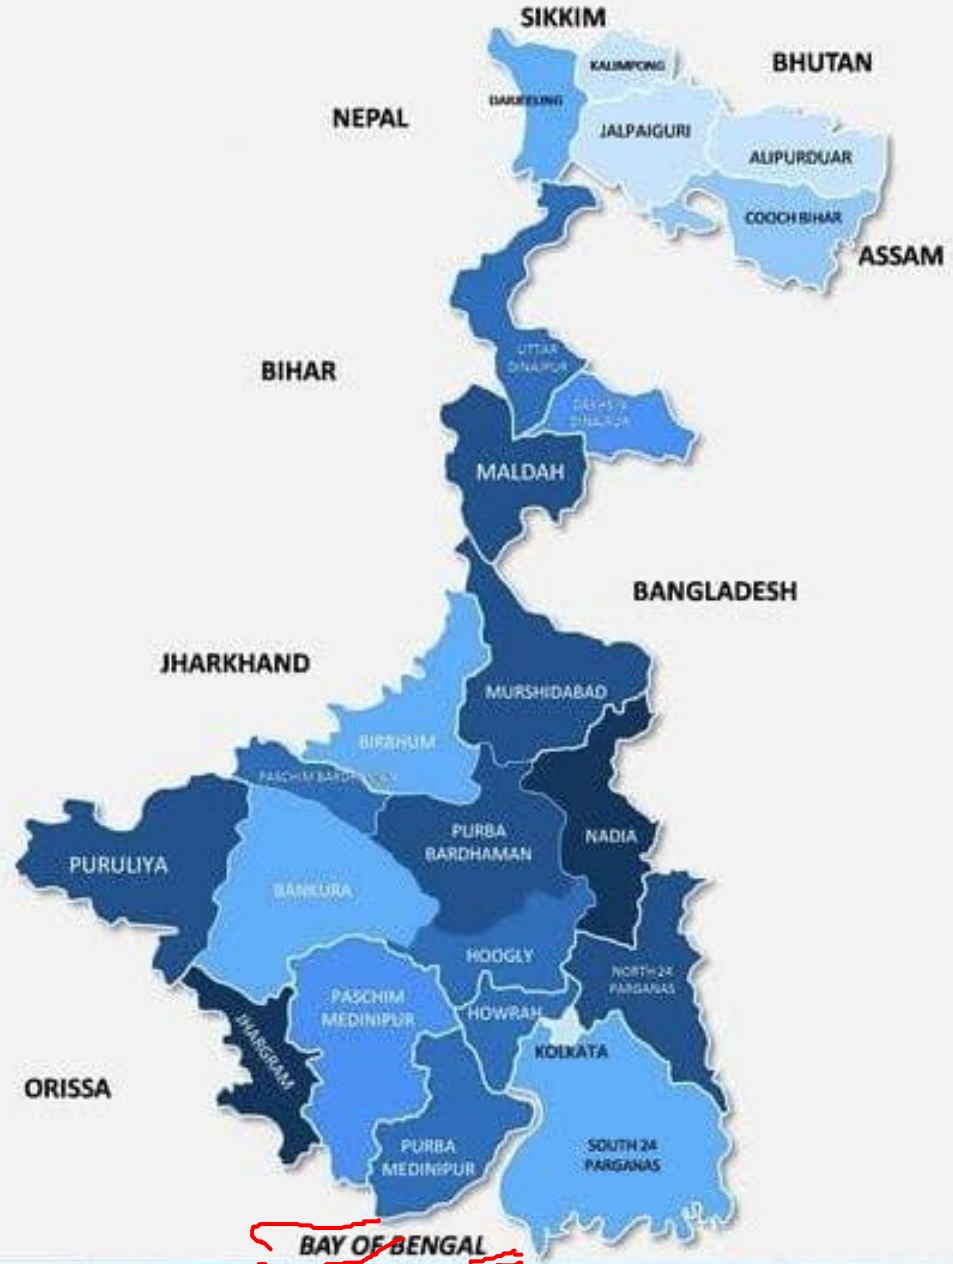 SIKKIM
BHUTAN
KALIMPONG
NEPAL
DARJEELING
JALPAIGURI
ALIPURDUAR
COOCH BIHAR
ASSAM
BIHAR
UTTAR
DINAJPUR
DINAJPUR
MALDAH
BANGLADESH
JHARKHAND
MURSHIDABAD
BIRBHUM
PASCHIM BARDHAMAN
PURBA
BARDHAMAN
NADIA
PURULIYA
BANKURA
HOOGLY
NORTH 24
PARGANAS
PASCHIM
MEDINIPUR
HOWRAH
JHARGRAM
KOLKATA
ORISSA
PURBA
MEDINIPUR
SOUTH 24
PARGANAS
BAY OF BENGAL